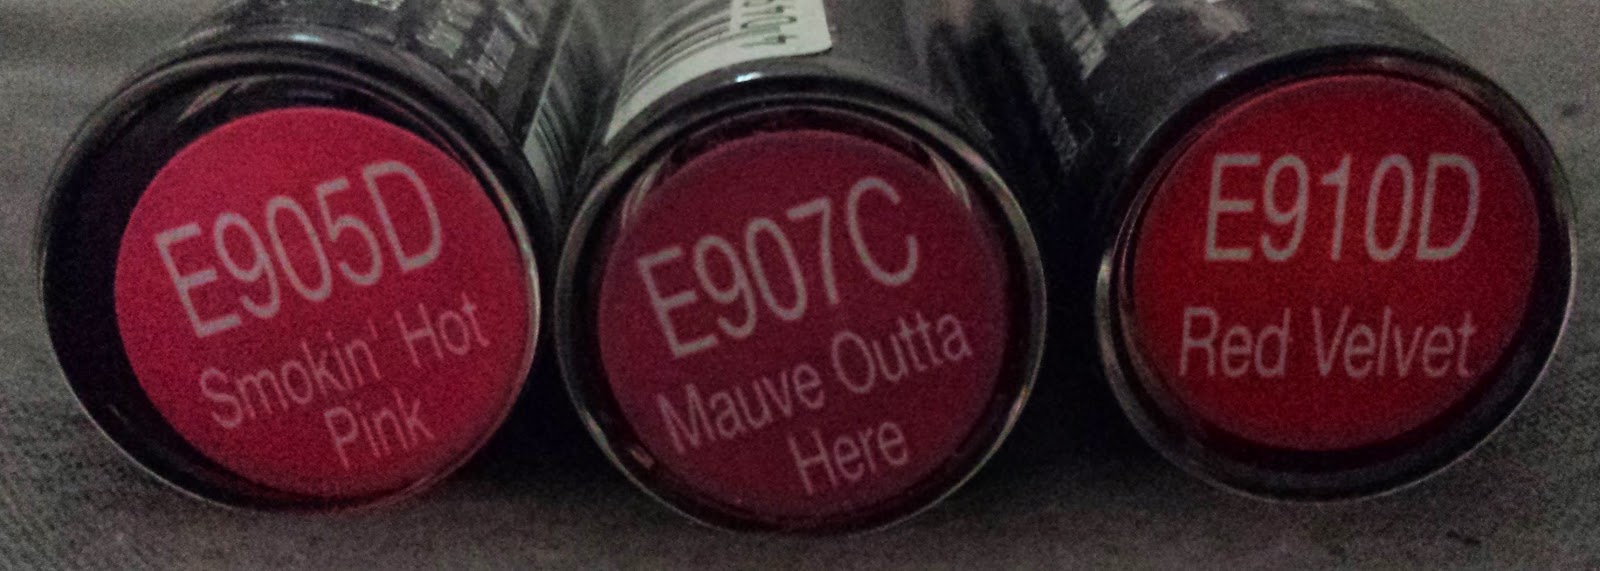 E905D
Smokin' Hot
Pink
E907C
Mauve Outta
Here
E910D
Red Velvet